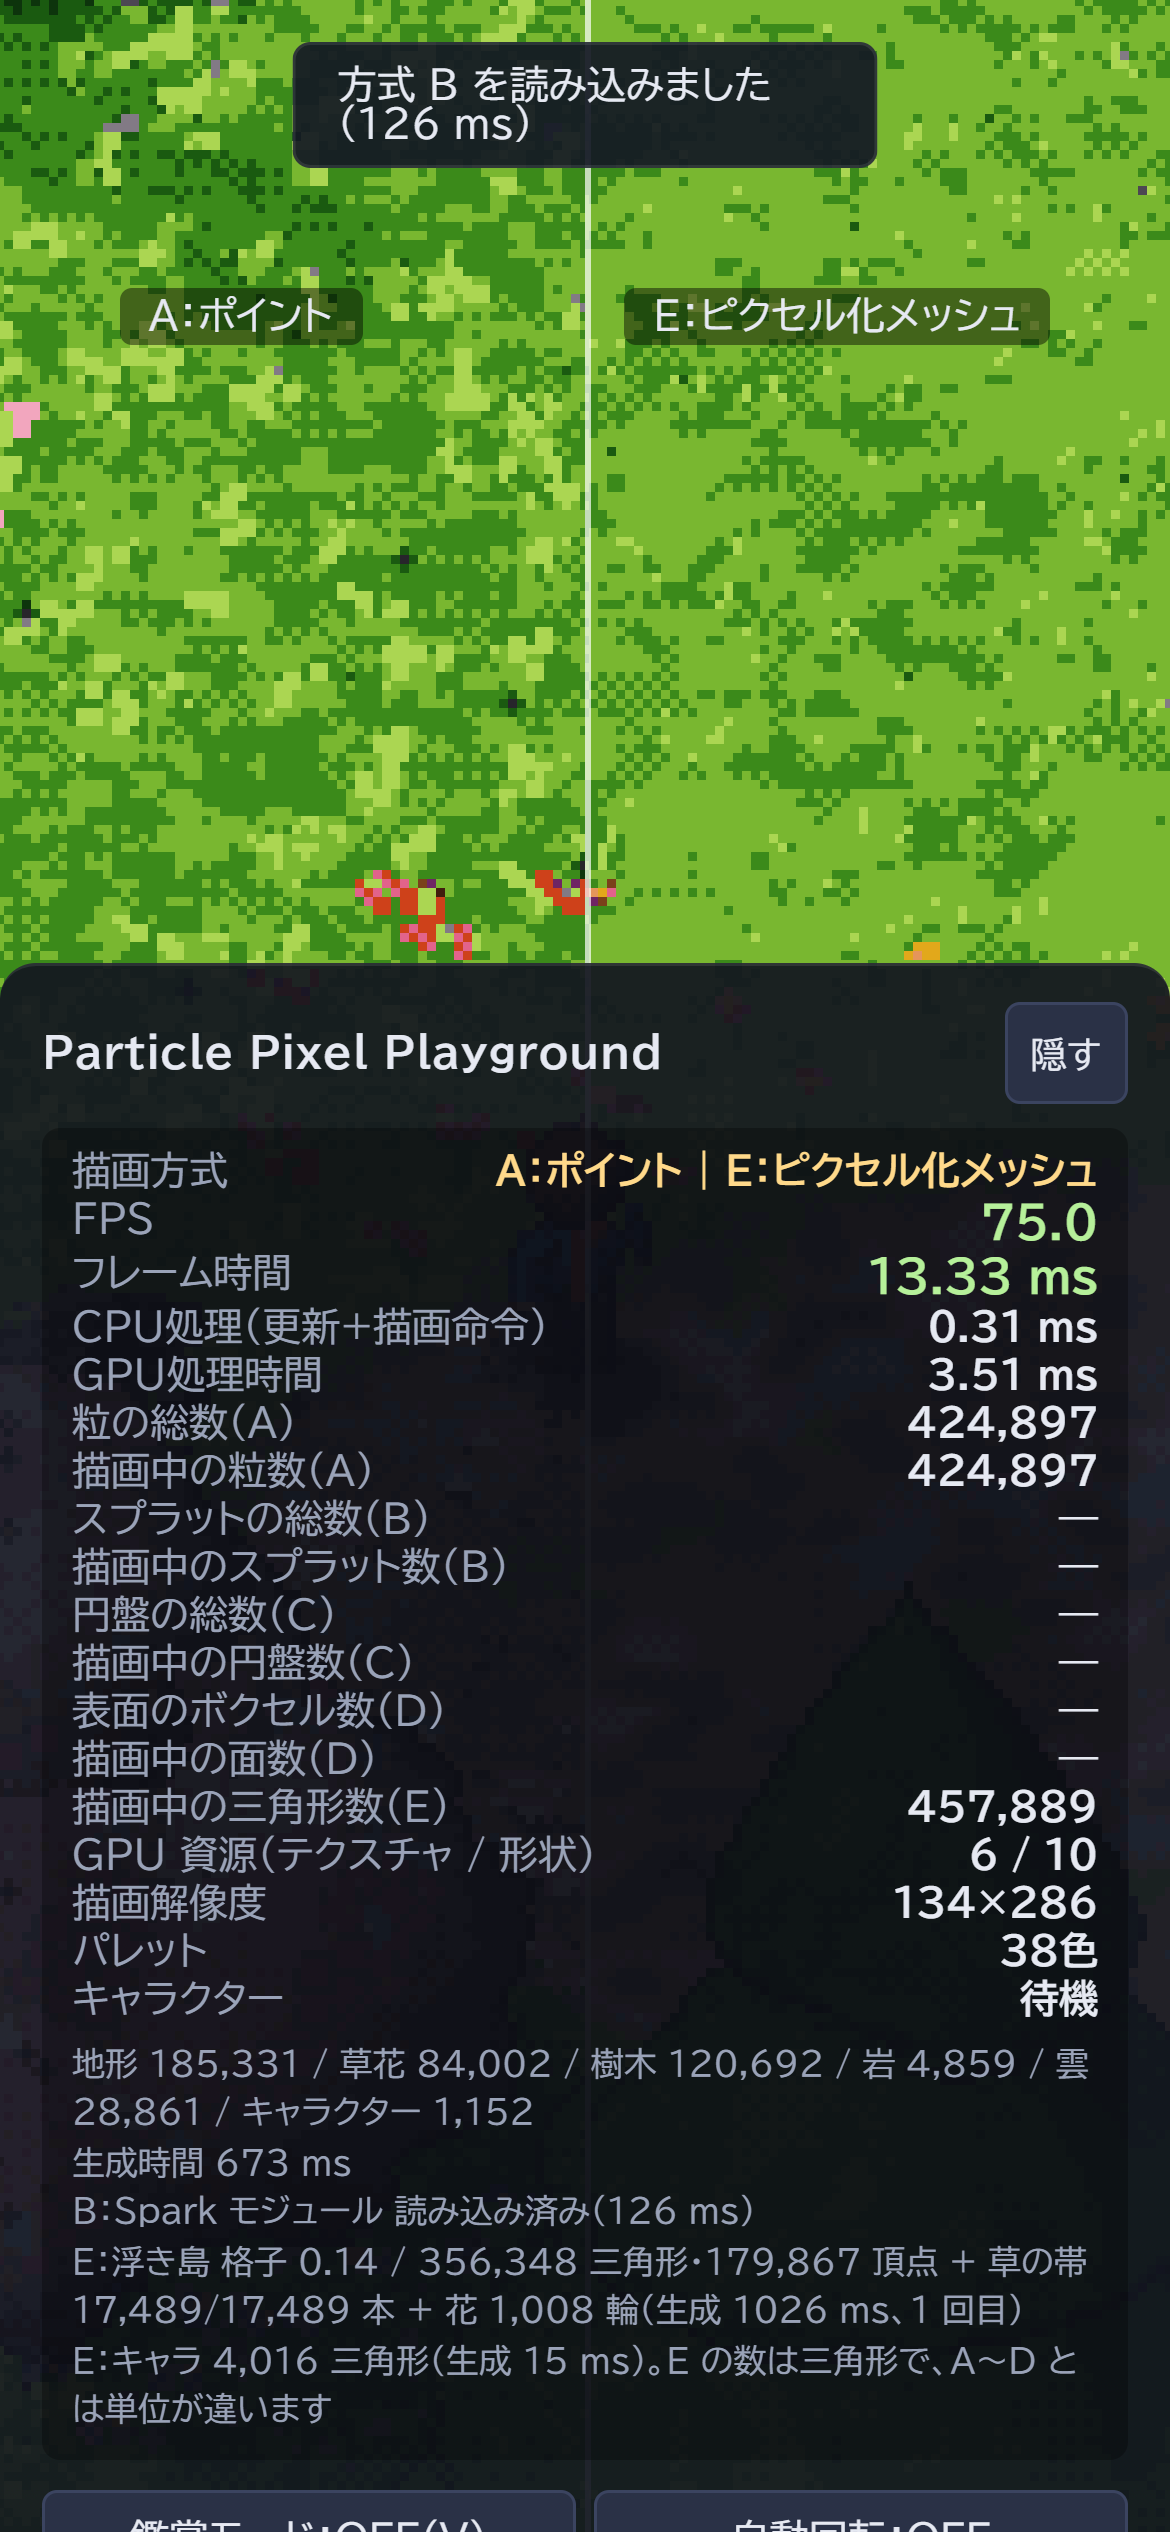 方式 B を読み込みました
(126 ms)
A:ポイント
E:ピクセル化メッシュ
Particle Pixel Playground
隠す
描画方式 A:ポイント | E:ピクセル化メッシュ
FPS 75.0
フレーム時間 13.33 ms
CPU処理(更新+描画命令) 0.31 ms
GPU処理時間 3.51 ms
粒の総数(A) 424,897
描画中の粒数(A) 424,897
スプラットの総数(B) —
描画中のスプラット数(B) —
円盤の総数(C) —
描画中の円盤数(C) —
表面のボクセル数(D) —
描画中の面数(D) —
描画中の三角形数(E) 457,889
GPU 資源(テクスチャ / 形状) 6 / 10
描画解像度 134×286
パレット 38色
キャラクター 待機
地形 185,331 / 草花 84,002 / 樹木 120,692 / 岩 4,859 / 雲
28,861 / キャラクター 1,152
生成時間 673 ms
B:Spark モジュール 読み込み済み(126 ms)
E:浮き島 格子 0.14 / 356,348 三角形・179,867 頂点 + 草の帯
17,489/17,489 本 + 花 1,008 輪(生成 1026 ms、1 回目)
E:キャラ 4,016 三角形(生成 15 ms)。E の数は三角形で、A〜D と
は単位が違います
鑑賞モード:OFF(V)
自動回転:OFF